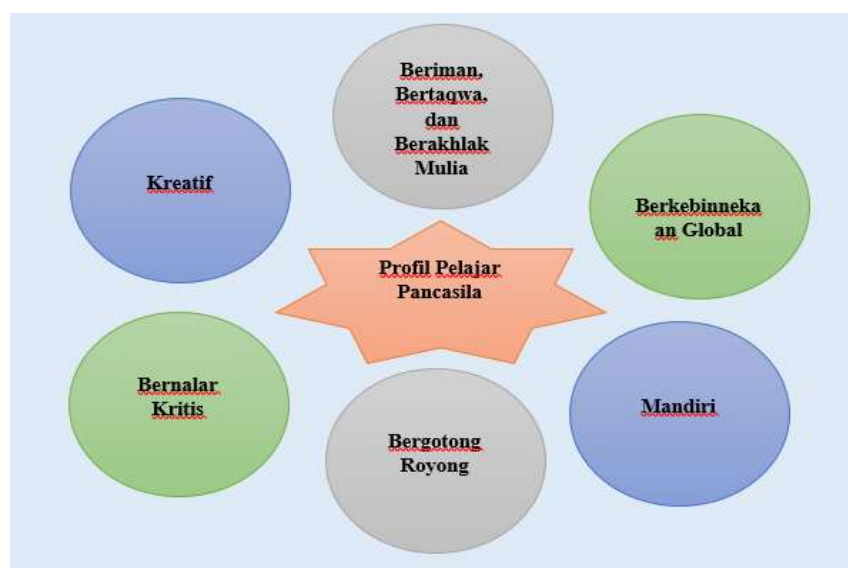 Beriman,
Bertaqwa,
dan
Berakhlak
Mulia
Kreatif
Berkebinneka
an Global
Profil Pelajar
Pancasila
Bernalar
Kritis
Mandiri
Bergotong
Royong